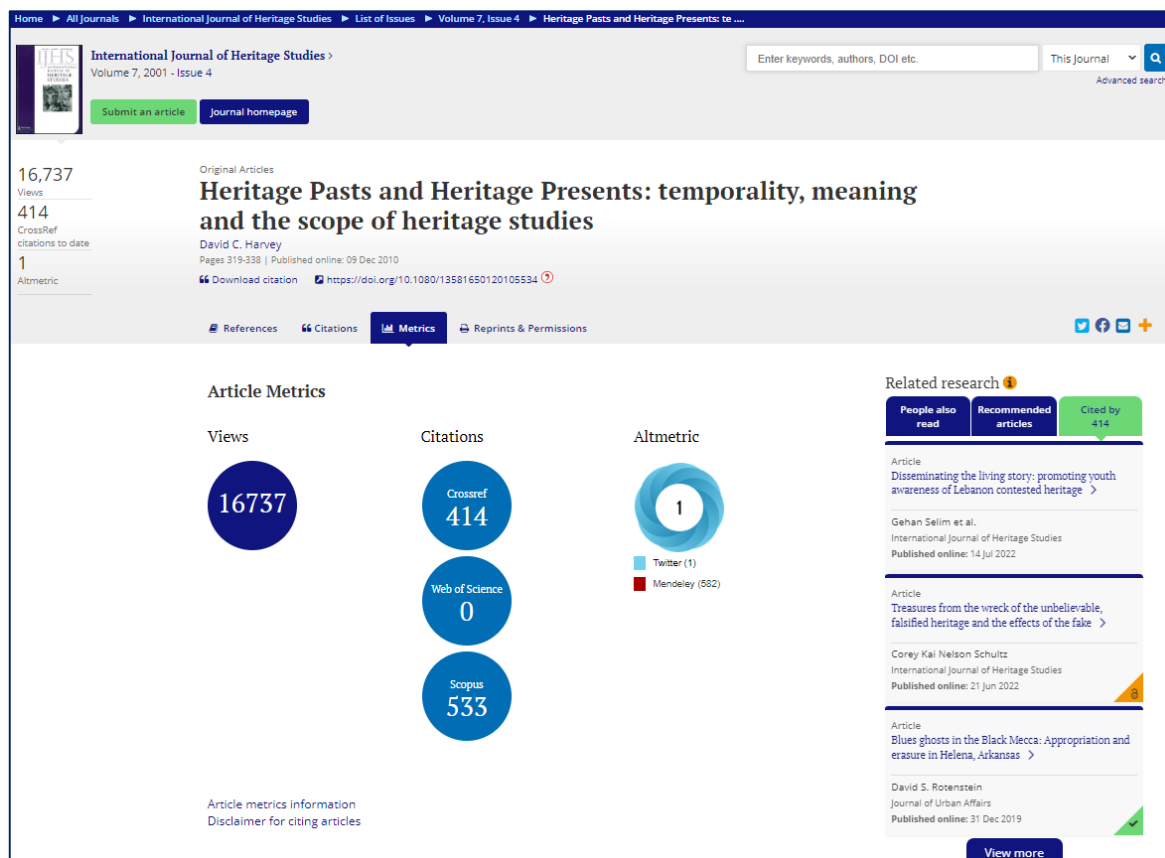 Home ▶ All Journals ▶ International Journal of Heritage Studies ▶ List of Issues ▶ Volume 7, Issue 4 ▶ Heritage Pasts and Heritage Presents: te ....
IJHS
International Journal of Heritage Studies >
Volume 7, 2001 - Issue 4
Submit an article
Journal homepage
Enter keywords, authors, DOI etc.
This Journal
Advanced search
16,737
Views
414
CrossRef
citations to date
1
Altmetric
Original Articles
Heritage Pasts and Heritage Presents: temporality, meaning
and the scope of heritage studies
David C. Harvey
Pages 319-338 | Published online: 09 Dec 2010
Download citation
https://doi.org/10.1080/13581650120105534
References
Citations
Metrics
Reprints & Permissions
Article Metrics
Views
16737
Citations
Crossref
414
Web of Science
0
Scopus
533
Altmetric
1
Twitter (1)
Mendeley (582)
Article metrics information
Disclaimer for citing articles
Related research
People also
read
Recommended
articles
Cited by
414
Article
Disseminating the living story: promoting youth
awareness of Lebanon contested heritage >
Gehan Selim et al.
International Journal of Heritage Studies
Published online: 14 Jul 2022
Article
Treasures from the wreck of the unbelievable,
falsified heritage and the effects of the fake >
Corey Kai Nelson Schultz
International Journal of Heritage Studies
Published online: 21 Jun 2022
Article
Blues ghosts in the Black Mecca: Appropriation and
erasure in Helena, Arkansas >
David S. Rotenstein
Journal of Urban Affairs
Published online: 31 Dec 2019
View more